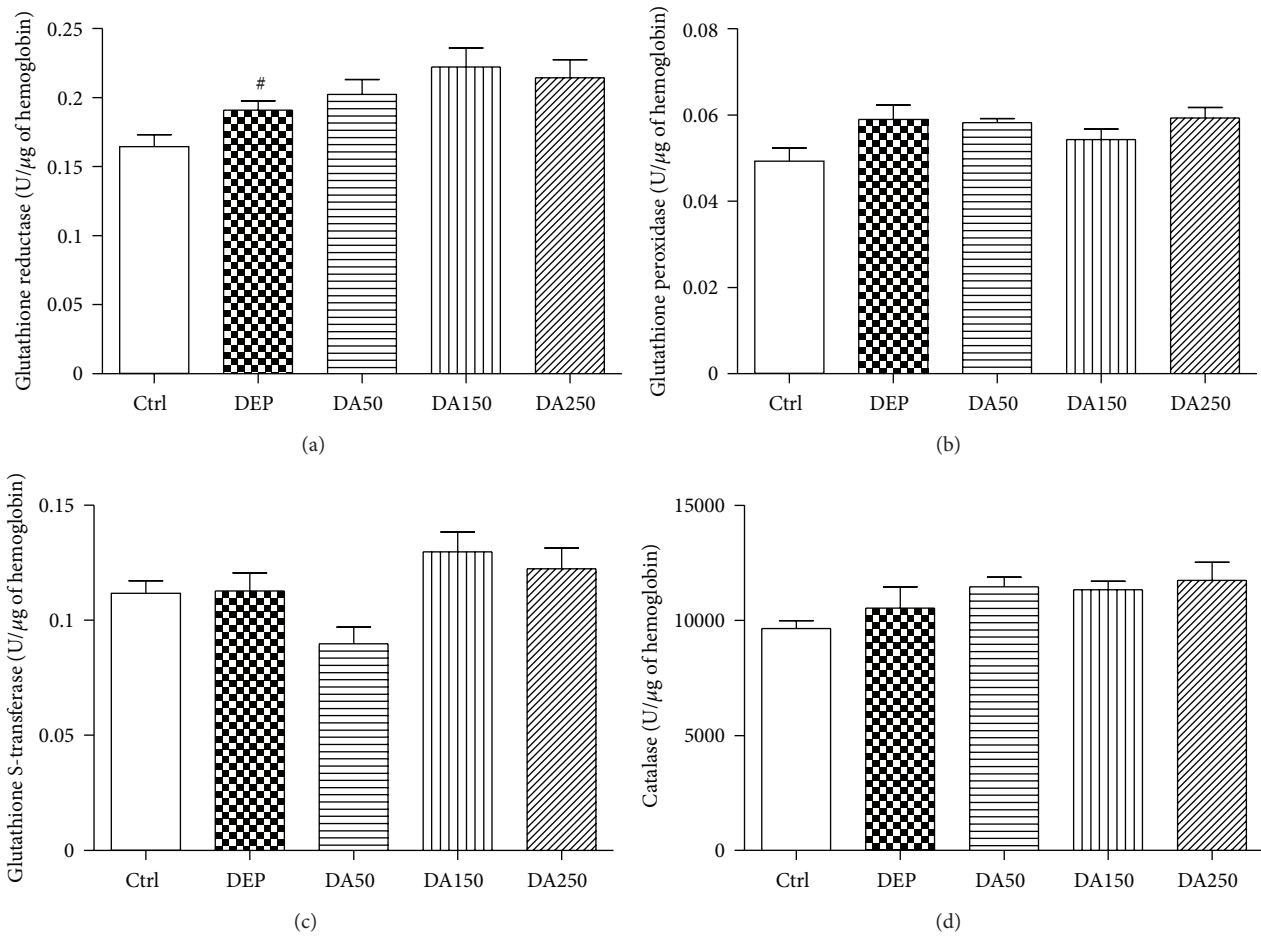 Glutathione reductase (U/μg of hemoglobin)
0.25
0.2
0.15
0.1
0.05
0
#
Ctrl DEP DA50 DA150 DA250
(a)
Glutathione peroxidase (U/μg of hemoglobin)
0.08
0.06
0.04
0.02
0
Ctrl DEP DA50 DA150 DA250
(b)
Glutathione S-transferase (U/μg of hemoglobin)
0.15
0.1
0.05
0
Ctrl DEP DA50 DA150 DA250
(c)
Catalase (U/μg of hemoglobin)
15000
10000
5000
0
Ctrl DEP DA50 DA150 DA250
(d)